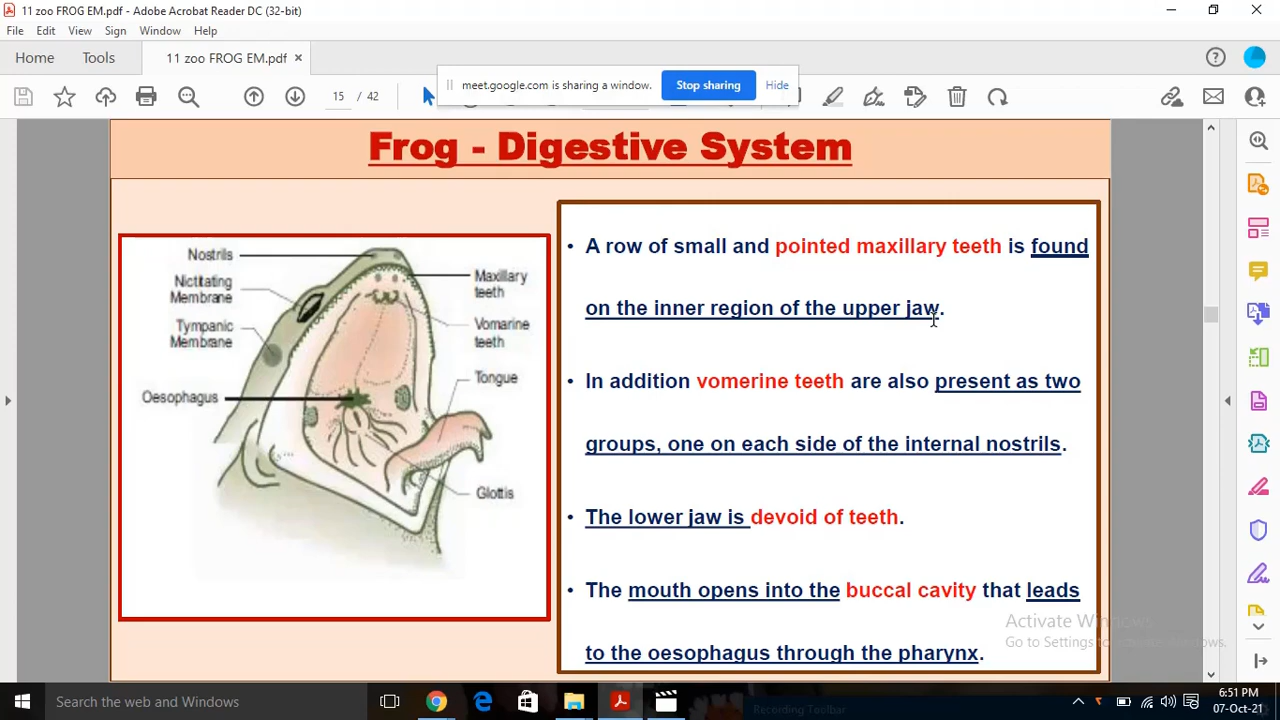 11 zoo FROG EM.pdf - Adobe Acrobat Reader DC (32-bit)
File Edit View Sign Window Help
Home Tools 11 zoo FROG EM.pdf ×
meet.google.com is sharing a window. Stop sharing Hide
15 / 42
Frog - Digestive System
Nostrils
Nictitating
Membrane
Tympanic
Membrane
Oesophagus
Maxillary
teeth
Vomarine
teeth
Tongue
Glottis
• A row of small and pointed maxillary teeth is found
on the inner region of the upper jaw.
• In addition vomerine teeth are also present as two
groups, one on each side of the internal nostrils.
• The lower jaw is devoid of teeth.
• The mouth opens into the buccal cavity that leads
to the oesophagus through the pharynx.
Activate Windows
Go to Settings to activate Windows.
Search the web and Windows
Recording Toolbar
6:51 PM
07-Oct-21